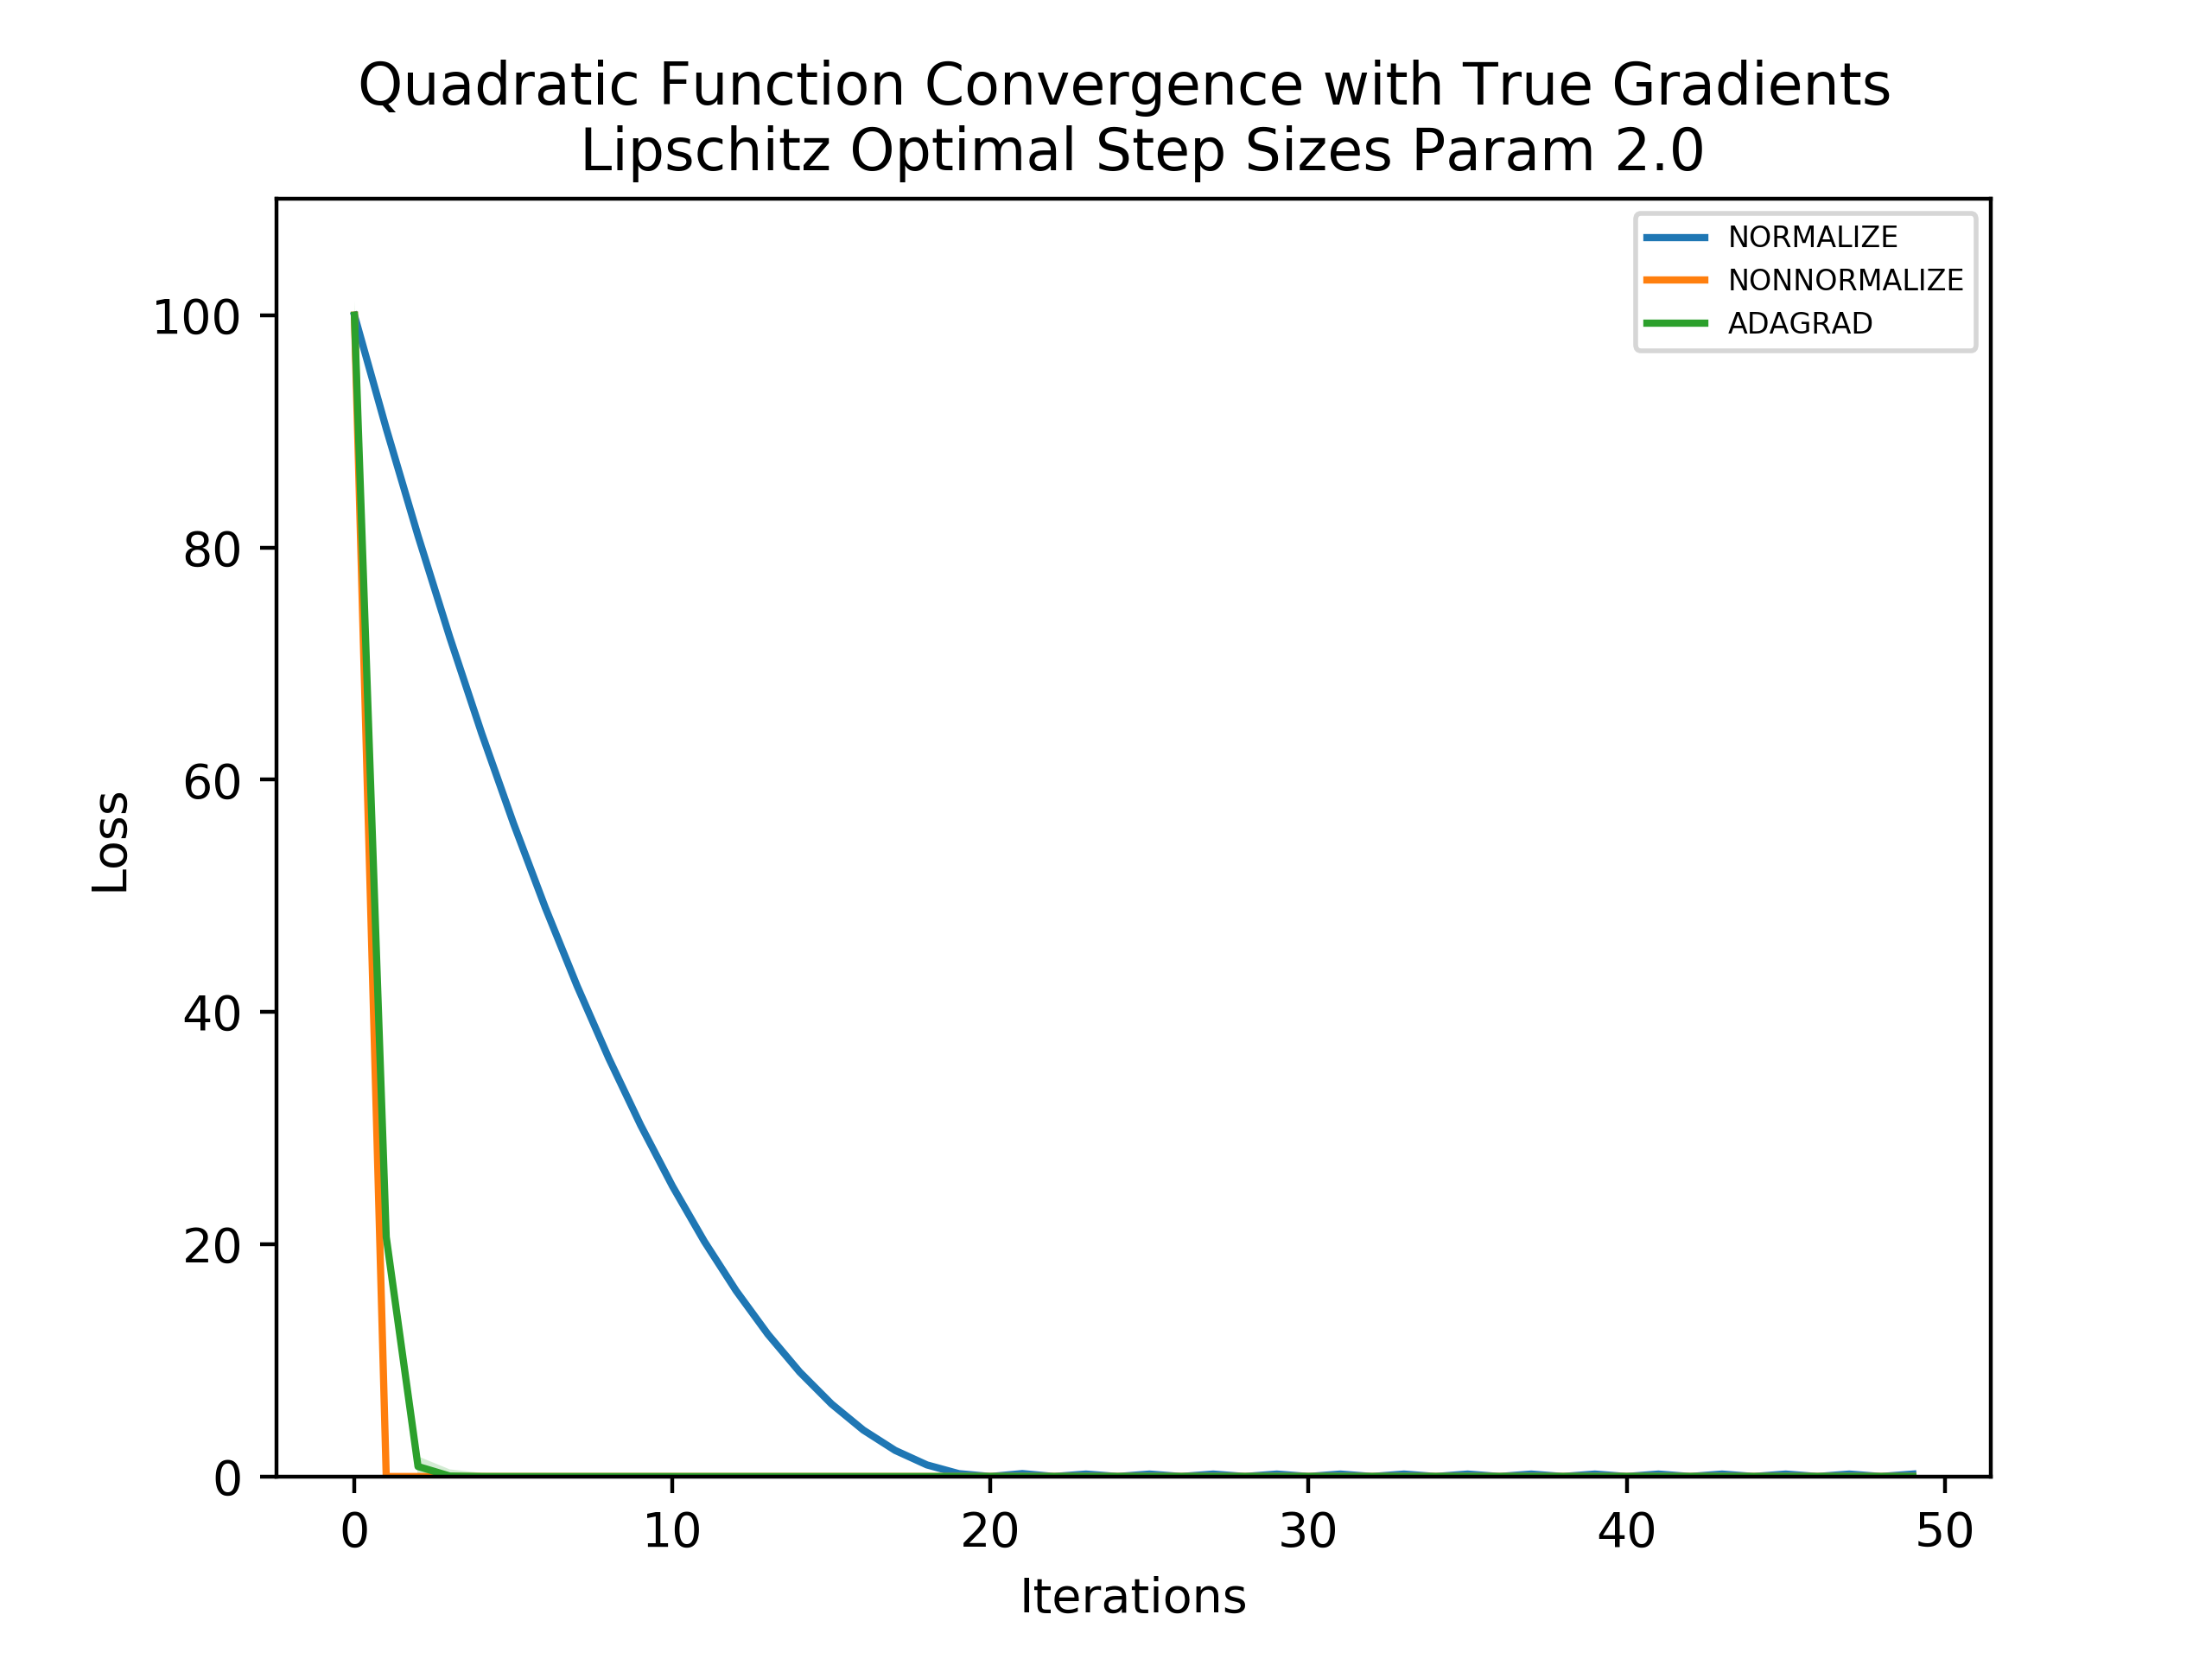 Quadratic Function Convergence with True Gradients
Lipschitz Optimal Step Sizes Param 2.0
NORMALIZE
NONNORMALIZE
ADAGRAD
100
80
60
40
20
0
Loss
0 10 20 30 40 50
Iterations